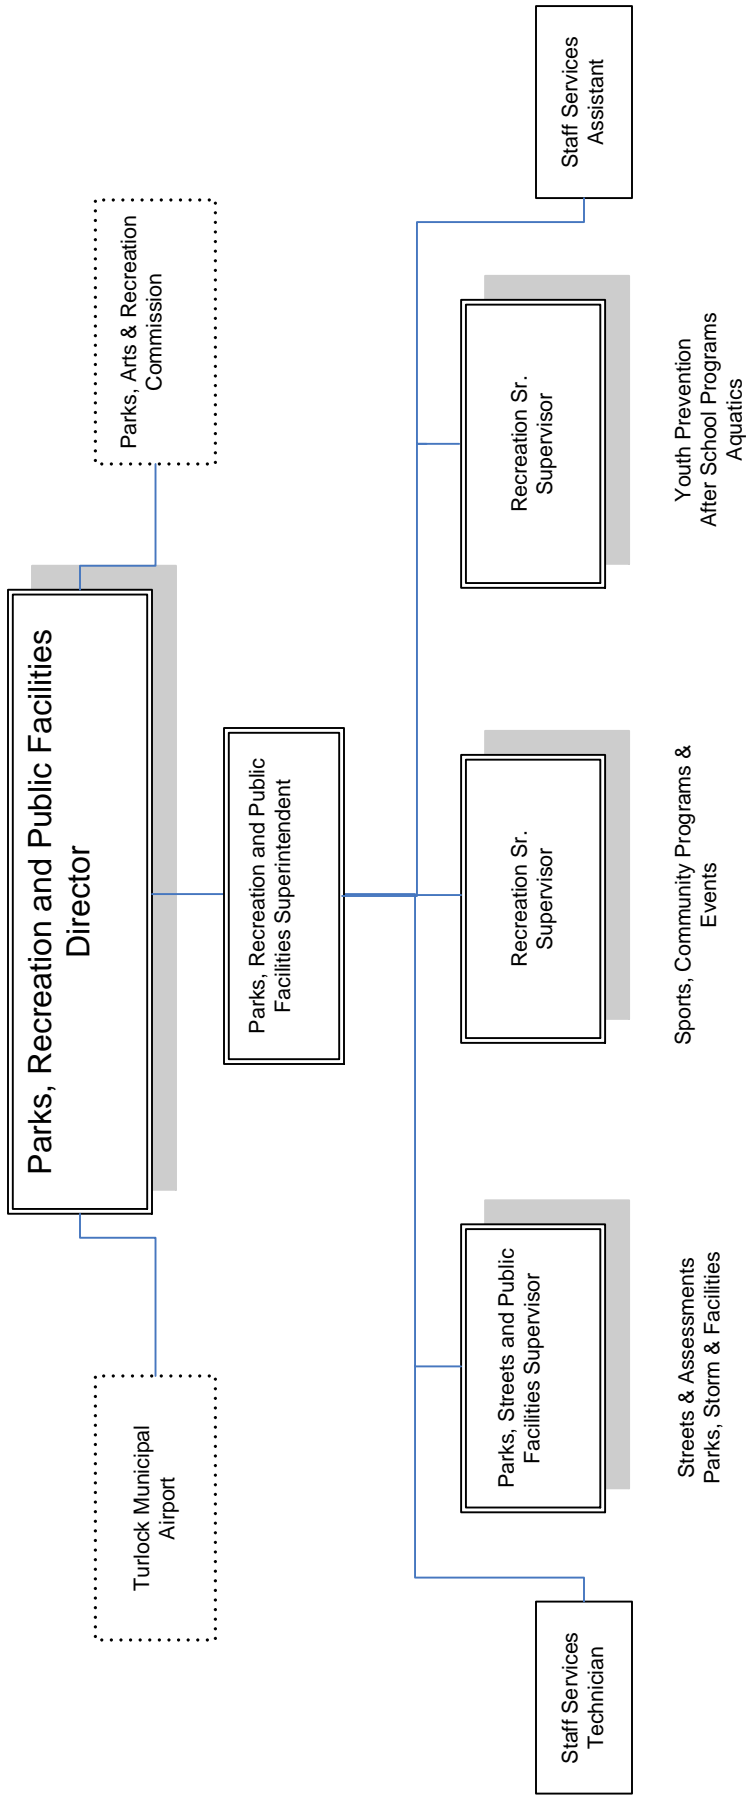 Parks, Recreation and Public Facilities
Director
Turlock Municipal
Airport
Parks, Arts & Recreation
Commission
Parks, Recreation and Public
Facilities Superintendent
Staff Services
Technician
Parks, Streets and Public
Facilities Supervisor
Recreation Sr.
Supervisor
Recreation Sr.
Supervisor
Staff Services
Assistant
Streets & Assessments
Parks, Storm & Facilities
Sports, Community Programs &
Events
Youth Prevention
After School Programs
Aquatics